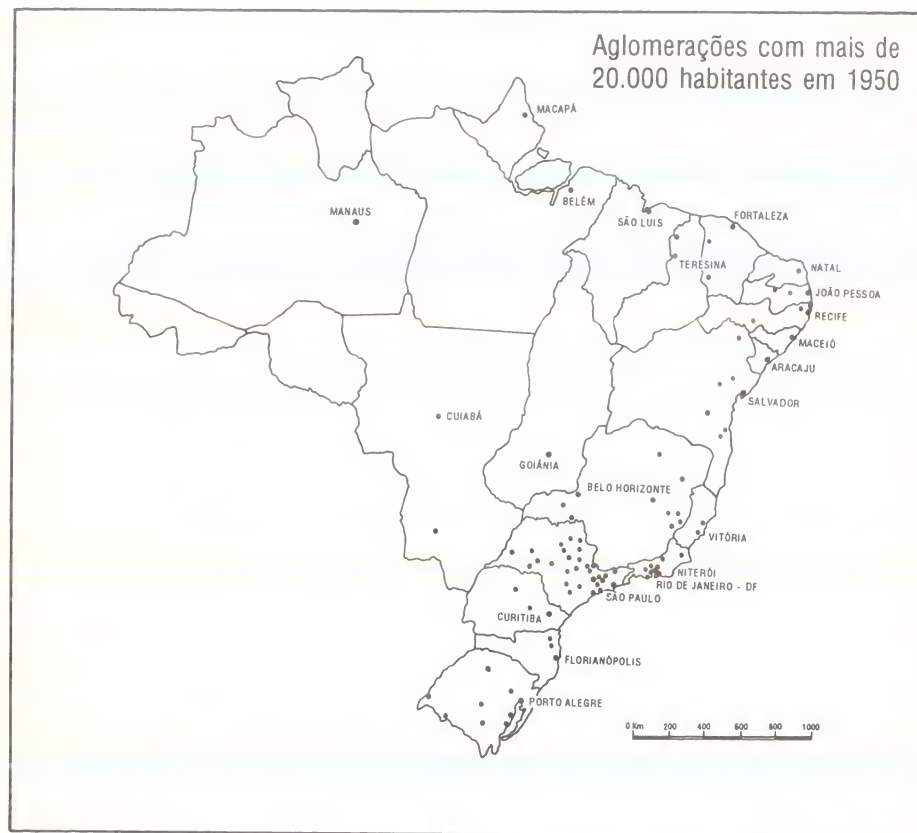 Aglomerações com mais de
20.000 habitantes em 1950
MACAPÁ
BELÉM
MANAUS
SÃO LUIS
FORTALEZA
TERESINA
NATAL
JOÃO PESSOA
RECIFE
MACEIÓ
ARACAJU
SALVADOR
CUIABÁ
GOIÂNIA
BELO HORIZONTE
VITÓRIA
NITERÓI
RIO DE JANEIRO - DF
SÃO PAULO
CURITIBA
FLORIANÓPOLIS
PORTO ALEGRE
0 Km 200 400 600 800 1000